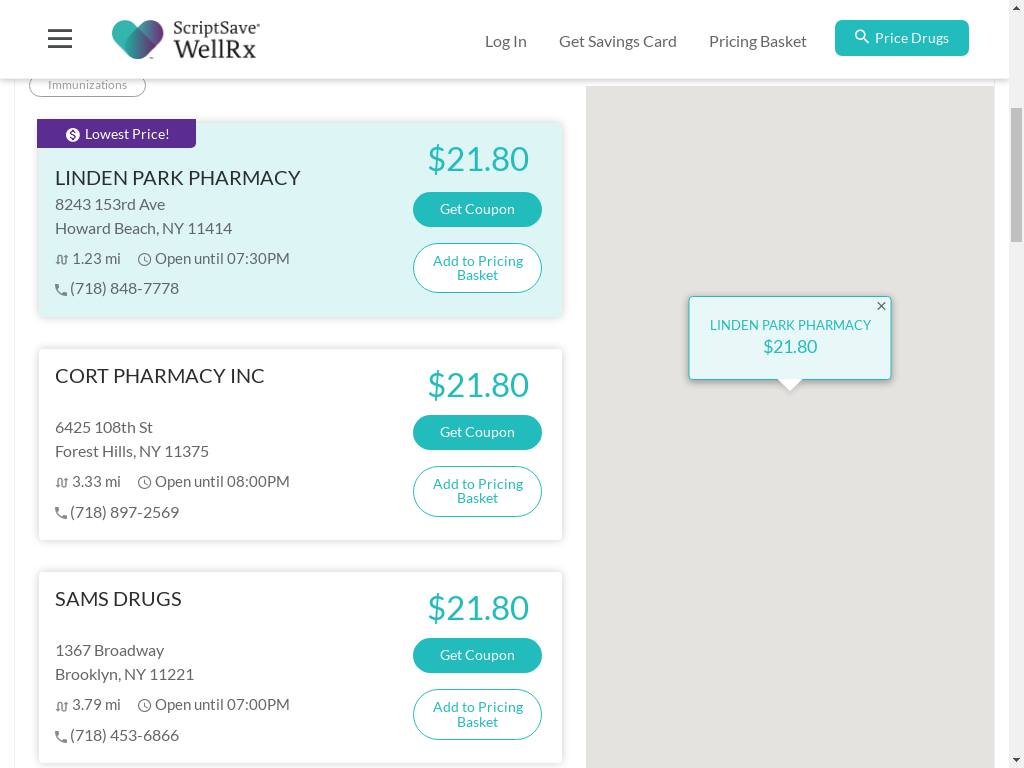 ScriptSave®
WellRx
Log In
Get Savings Card
Pricing Basket
Price Drugs
Immunizations
Lowest Price!
LINDEN PARK PHARMACY
8243 153rd Ave
Howard Beach, NY 11414
1.23 mi
Open until 07:30PM
(718) 848-7778
$21.80
Get Coupon
Add to Pricing
Basket
CORT PHARMACY INC
6425 108th St
Forest Hills, NY 11375
3.33 mi
Open until 08:00PM
(718) 897-2569
$21.80
Get Coupon
Add to Pricing
Basket
SAMS DRUGS
1367 Broadway
Brooklyn, NY 11221
3.79 mi
Open until 07:00PM
(718) 453-6866
$21.80
Get Coupon
Add to Pricing
Basket
LINDEN PARK PHARMACY
$21.80